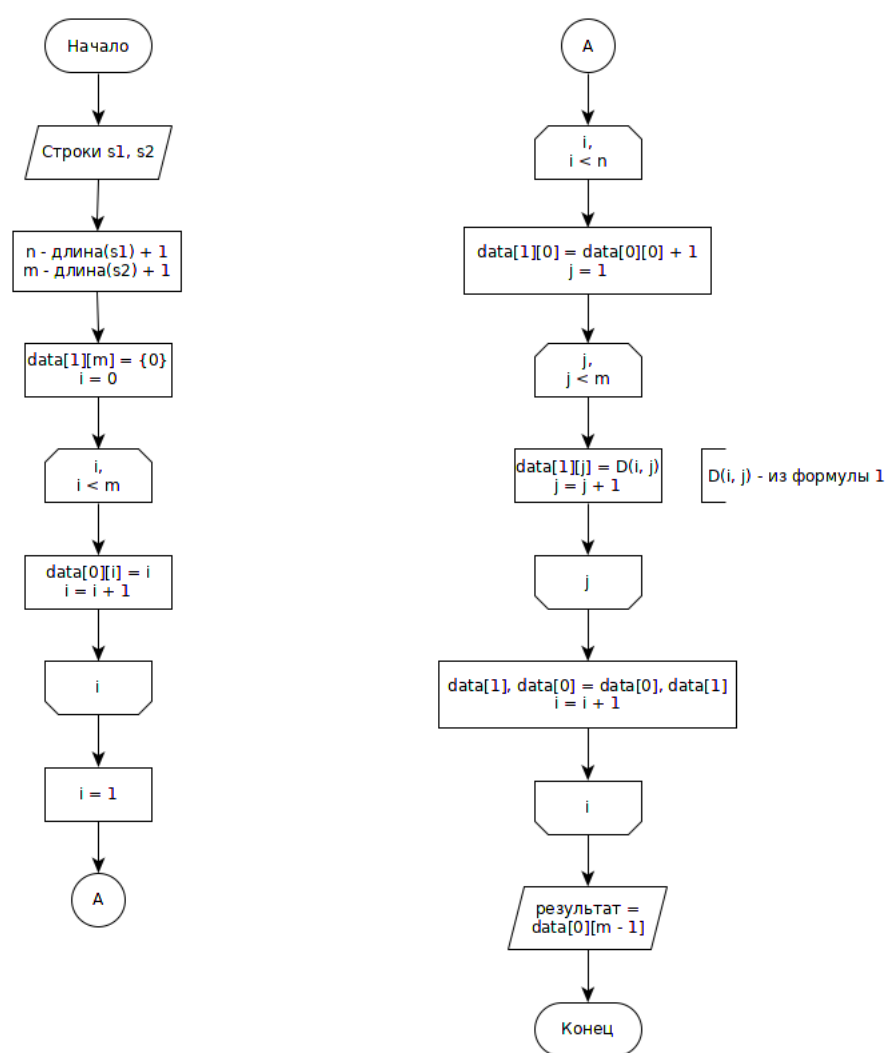 Начало
Строки s1, s2
n - длина(s1) + 1
m - длина(s2) + 1
data[1][m] = {0}
i = 0
i,
i < m
data[0][i] = i
i = i + 1
i
i = 1
A
A
i,
i < n
data[1][0] = data[0][0] + 1
j = 1
j,
j < m
data[1][j] = D(i, j)
j = j + 1
D(i, j) - из формулы 1
j
data[1], data[0] = data[0], data[1]
i = i + 1
i
результат =
data[0][m - 1]
Конец